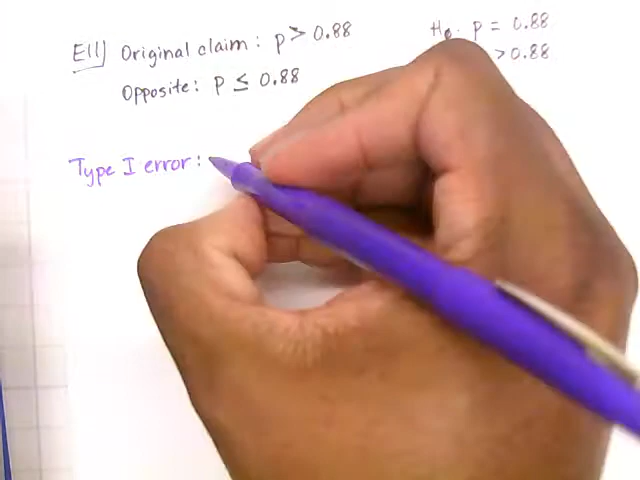 E11) Original claim: p > 0.88
Opposite: p ≤ 0.88
H₀: p = 0.88
> 0.88
Type I error: